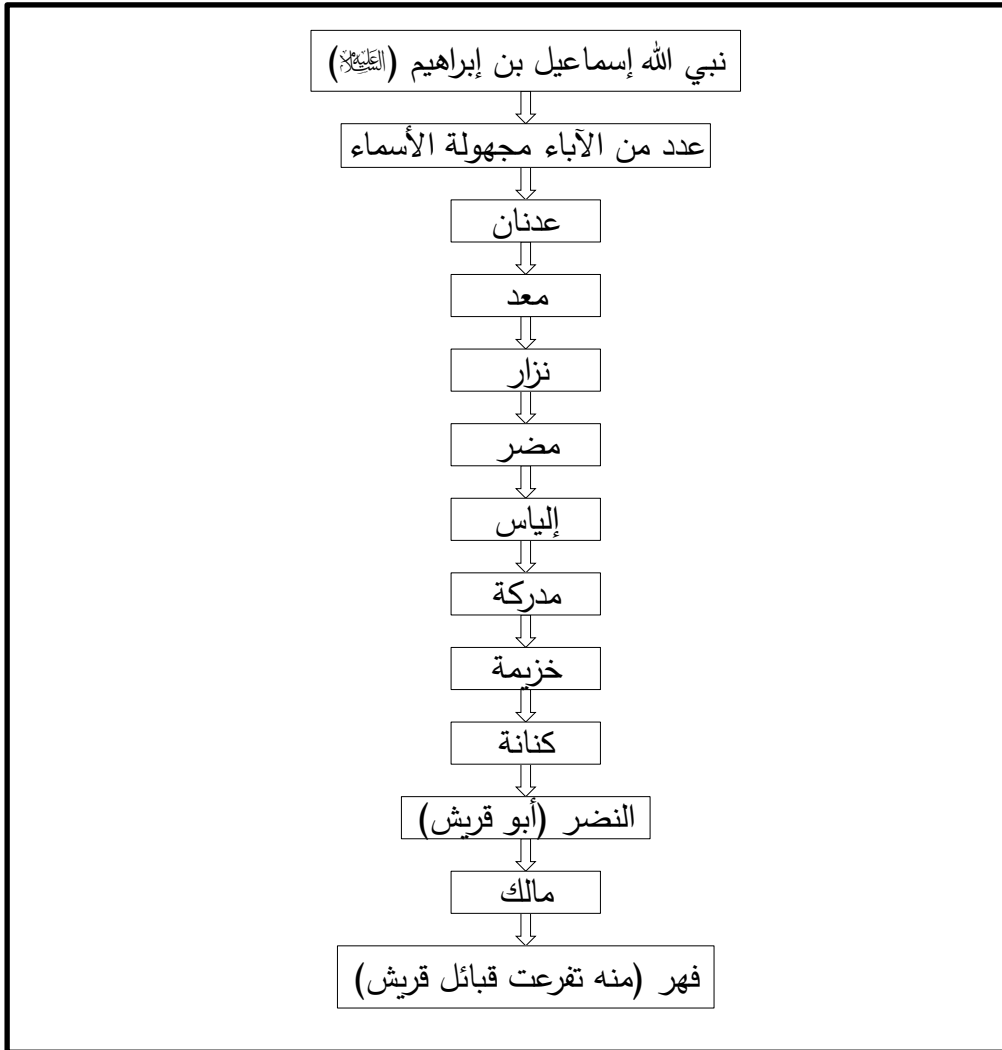 نبي الله إسماعيل بن إبراهيم (عليه السلام)
عدد من الآباء مجهولة الأسماء
عدنان
معد
نزار
مضر
إلياس
مدركة
خزيمة
كنانة
النضر (أبو قريش)
مالك
فهر (منه تفرعت قبائل قريش)